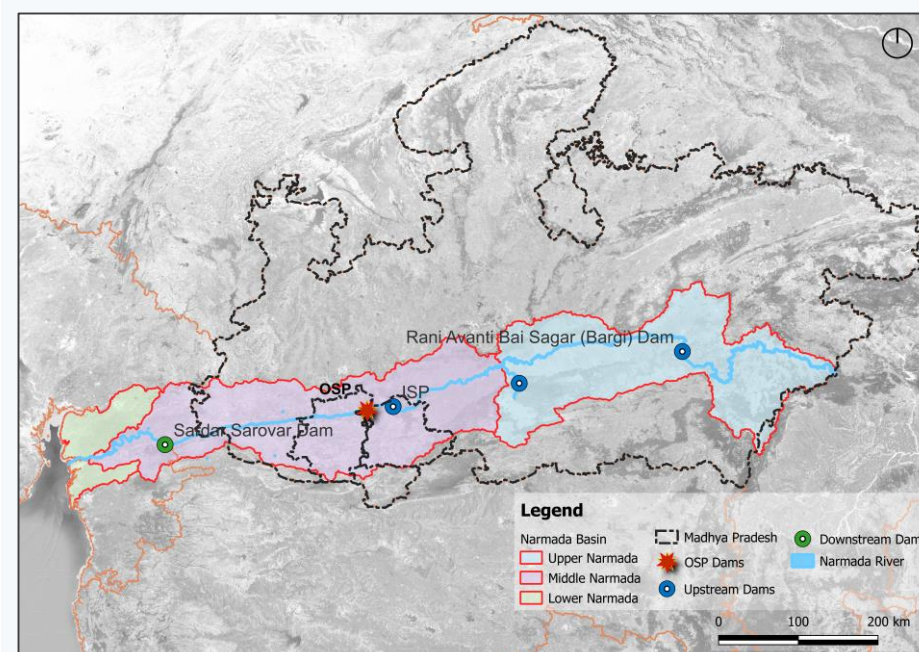 Rani Avanti Bai Sagar (Bargi) Dam
OSP
ISP
Sardar Sarovar Dam
Legend
Narmada Basin
Upper Narmada
Middle Narmada
Lower Narmada
Madhya Pradesh
OSP Dams
Upstream Dams
Downstream Dam
Narmada River
0 100 200 km